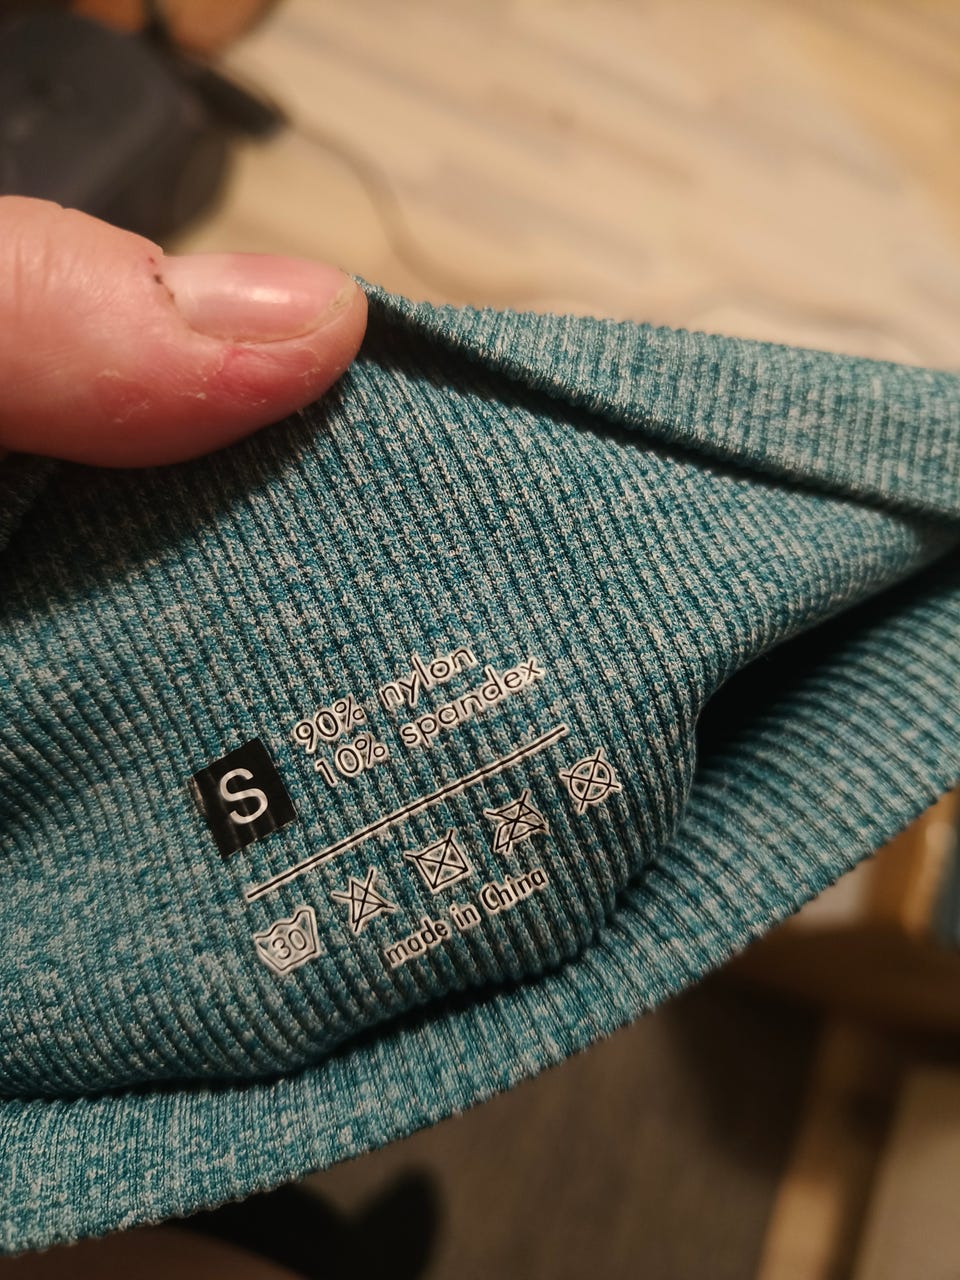 S
90% nylon
10% spandex
30
made in China